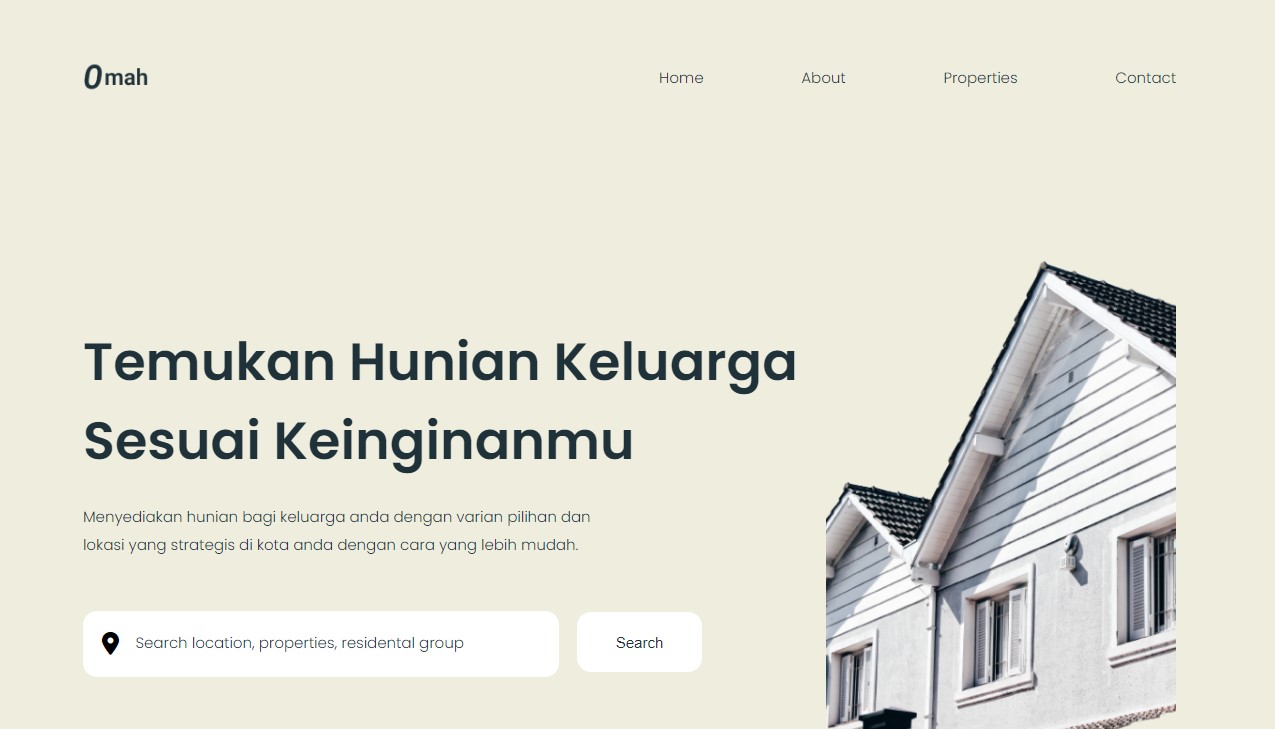 Omah
Home
About
Properties
Contact
Temukan Hunian Keluarga
Sesuai Keinginanmu
Menyediakan hunian bagi keluarga anda dengan varian pilihan dan
lokasi yang strategis di kota anda dengan cara yang lebih mudah.
Search location, properties, residental group
Search